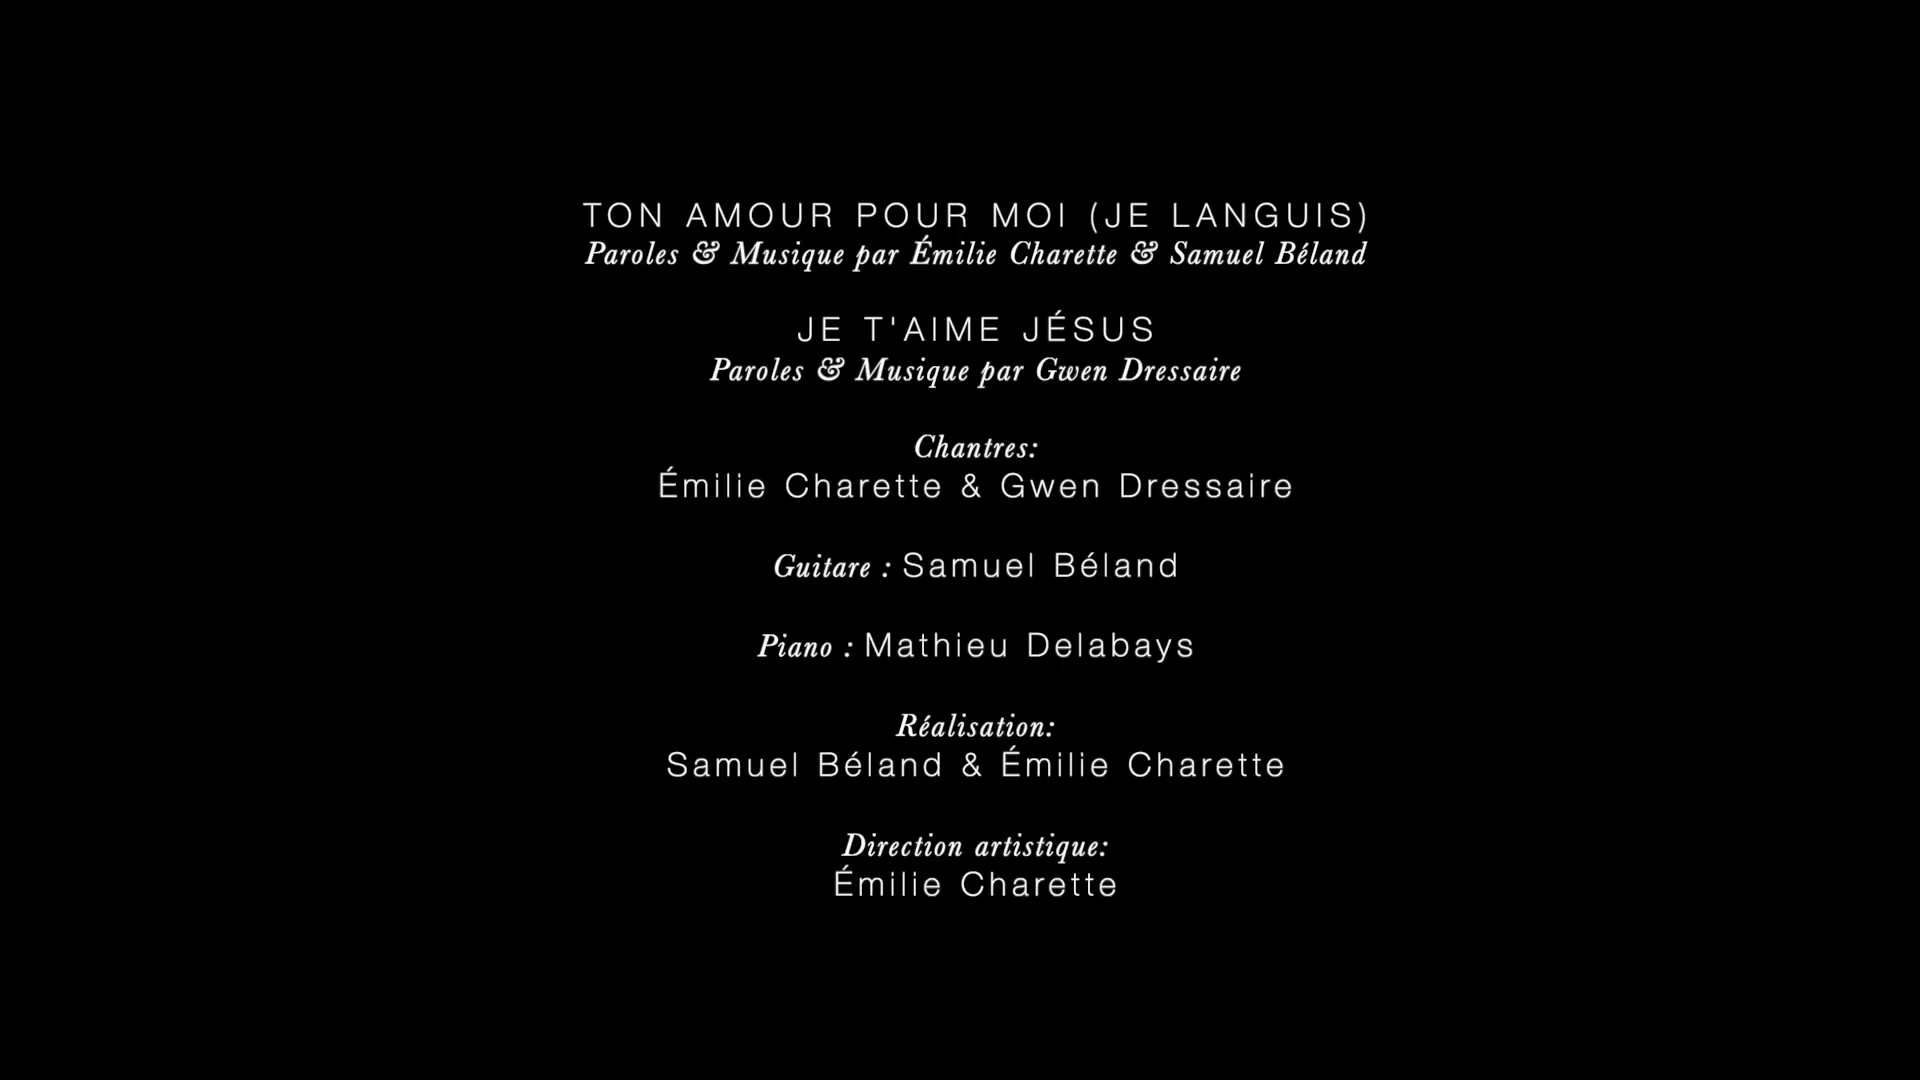 TON AMOUR POUR MOI (JE LANGUIS)
Paroles & Musique par Émilie Charette & Samuel Béland
JE T'AIME JÉSUS
Paroles & Musique par Gwen Dressaire
Chantres:
Émilie Charette & Gwen Dressaire
Guitare : Samuel Béland
Piano : Mathieu Delabays
Réalisation:
Samuel Béland & Émilie Charette
Direction artistique:
Émilie Charette